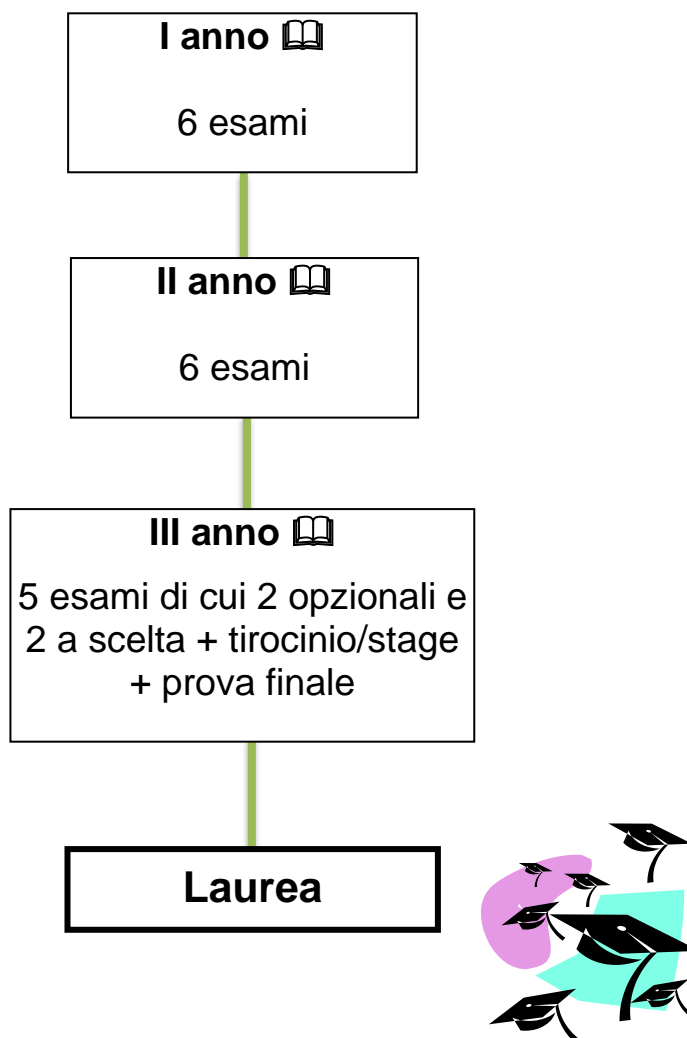 I anno 🕮
6 esami
II anno 🕮
6 esami
III anno 🕮
5 esami di cui 2 opzionali e
2 a scelta + tirocinio/stage
+ prova finale
Laurea